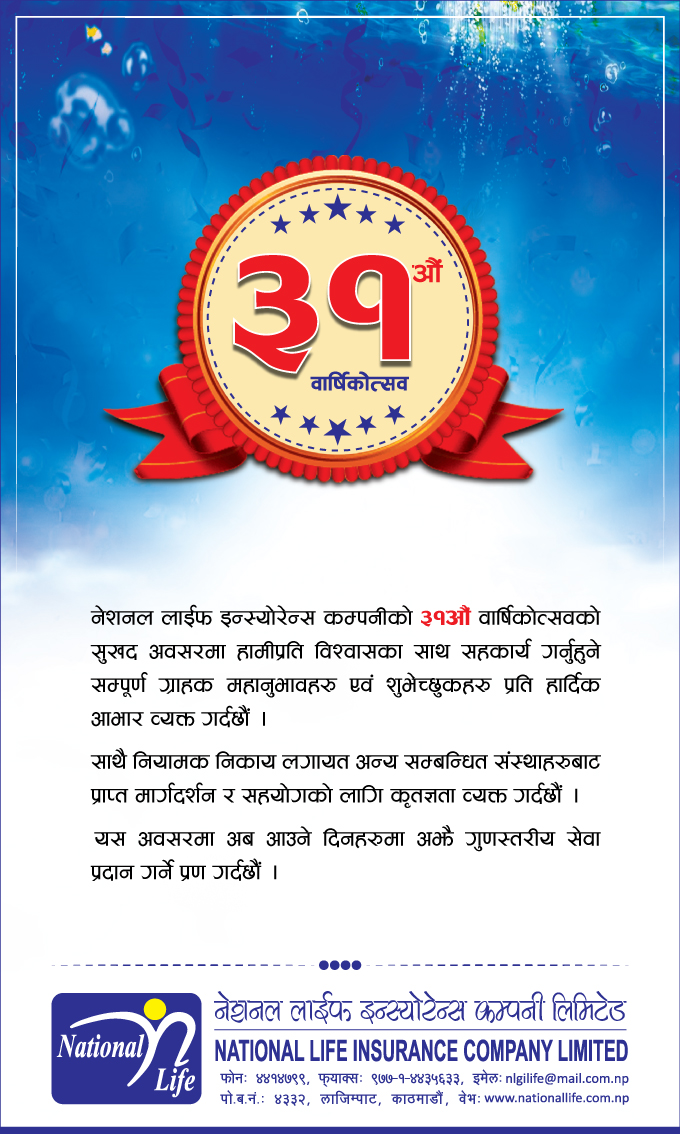 ३१औं
वार्षिकोत्सव
नेशनल लाईफ इन्स्योरेन्स कम्पनीको ३१औं वार्षिकोत्सवको
सुखद अवसरमा हामीप्रति विश्वासका साथ सहकार्य गर्नुहुने
सम्पूर्ण ग्राहक महानुभावहरु एवं शुभेच्छुकहरु प्रति हार्दिक
आभार व्यक्त गर्दछौं ।
साथै नियामक निकाय लगायत अन्य सम्बन्धित संस्थाहरुबाट
प्राप्त मार्गदर्शन र सहयोगको लागि कृतज्ञता व्यक्त गर्दछौं ।
यस अवसरमा अब आउने दिनहरुमा अझै गुणस्तरीय सेवा
प्रदान गर्ने प्रण गर्दछौं ।
National
Life
नेशनल लाईफ इन्स्योरेन्स कम्पनी लिमिटेड
NATIONAL LIFE INSURANCE COMPANY LIMITED
फोनः ४४१४७९९, फ्याक्सः ९७७-१-४४३५६३३, इमेलः nlgilife@mail.com.np
पो.ब.नं.: ४३३२, लाजिम्पाट, काठमाडौं, वेभः www.nationallife.com.np